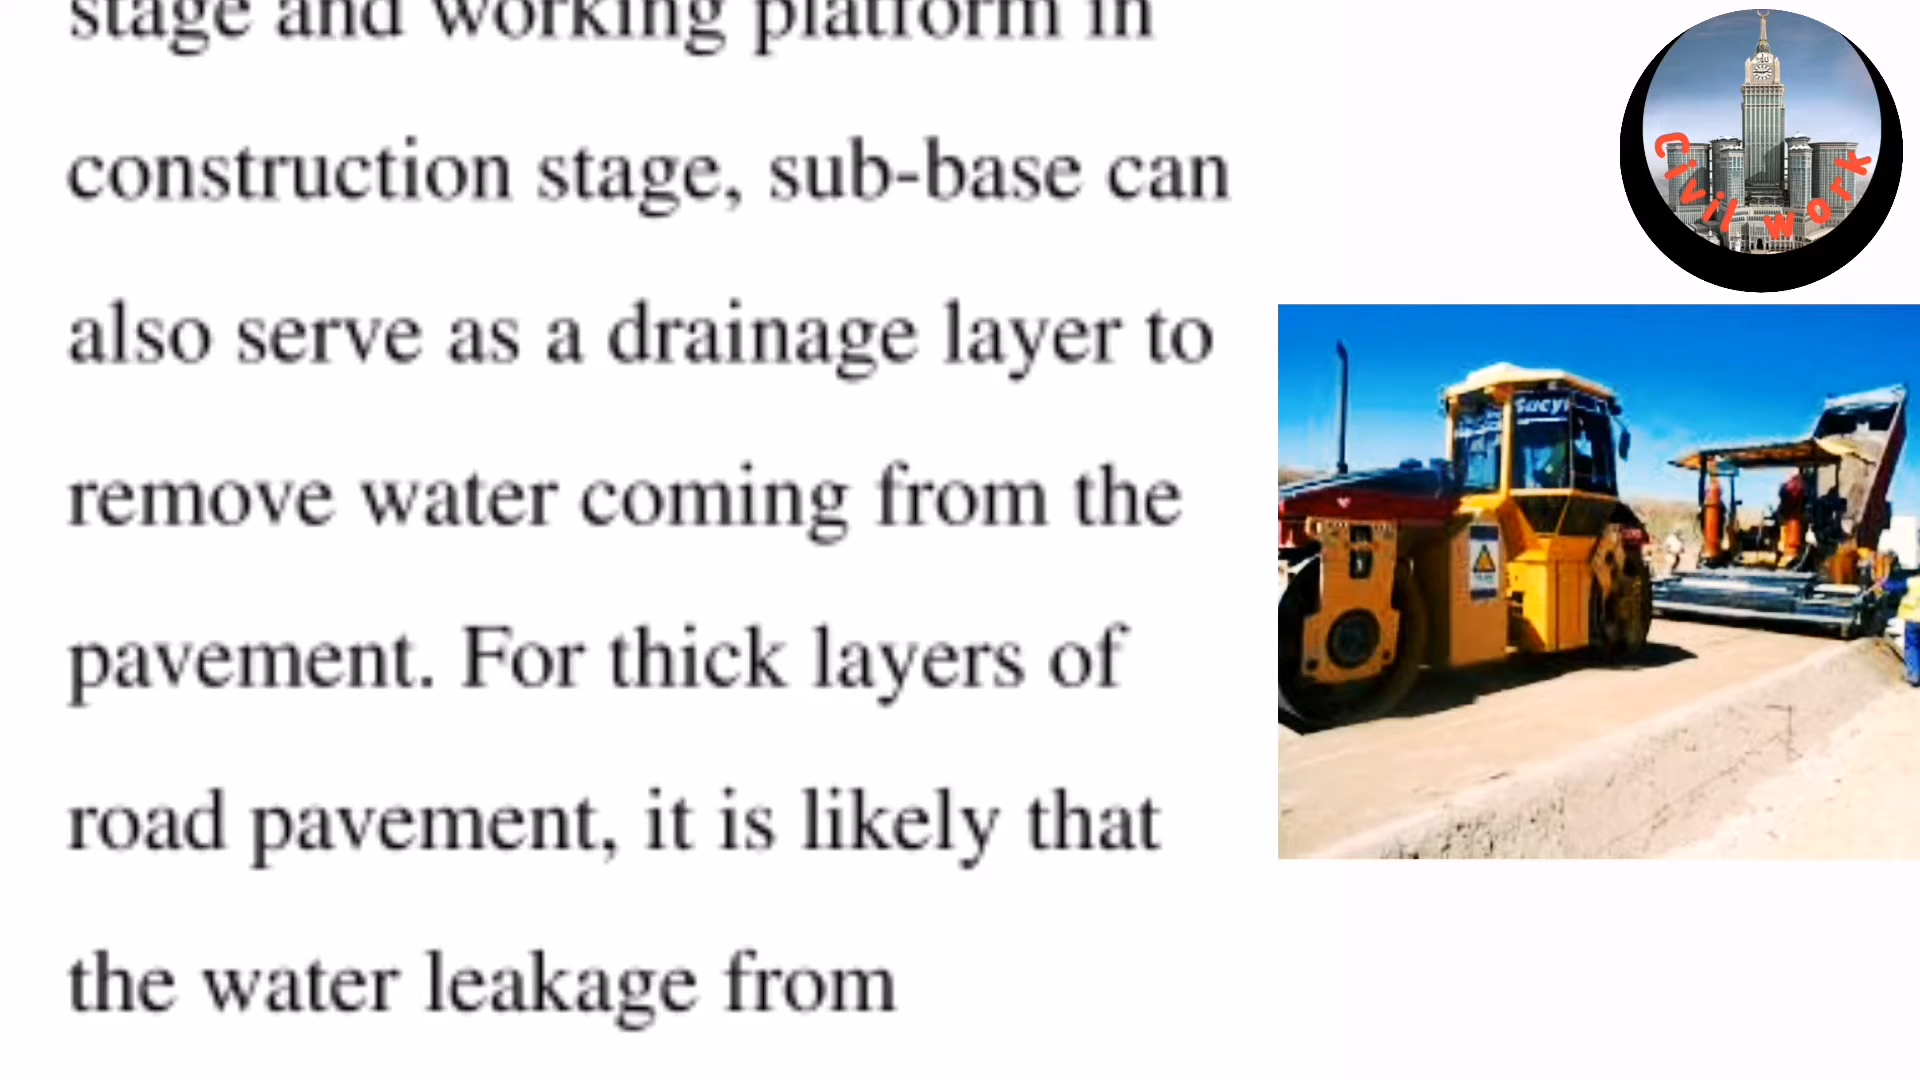 stage and working platform in
construction stage, sub-base can
also serve as a drainage layer to
remove water coming from the
pavement. For thick layers of
road pavement, it is likely that
the water leakage from
Civil work
Sacyr